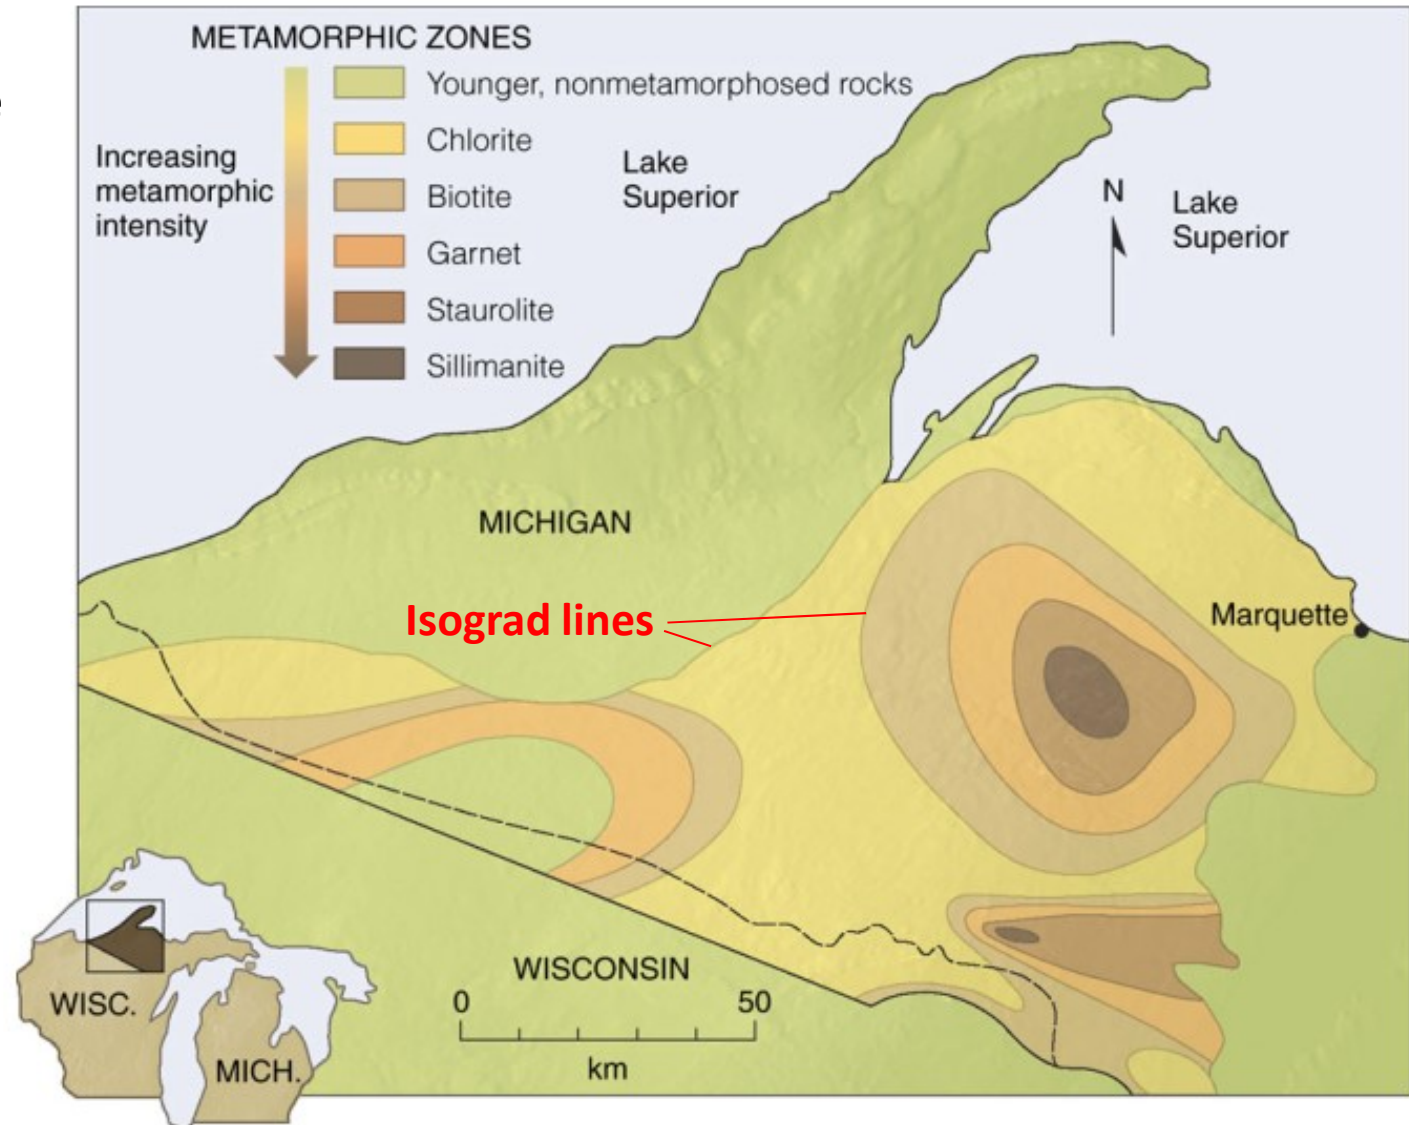 METAMORPHIC ZONES
Younger, nonmetamorphosed rocks
Chlorite
Biotite
Garnet
Staurolite
Sillimanite
Increasing
metamorphic
intensity
Lake
Superior
N
Lake
Superior
MICHIGAN
Isograd lines
Marquette
WISCONSIN
0 50
km
WISC.
MICH.